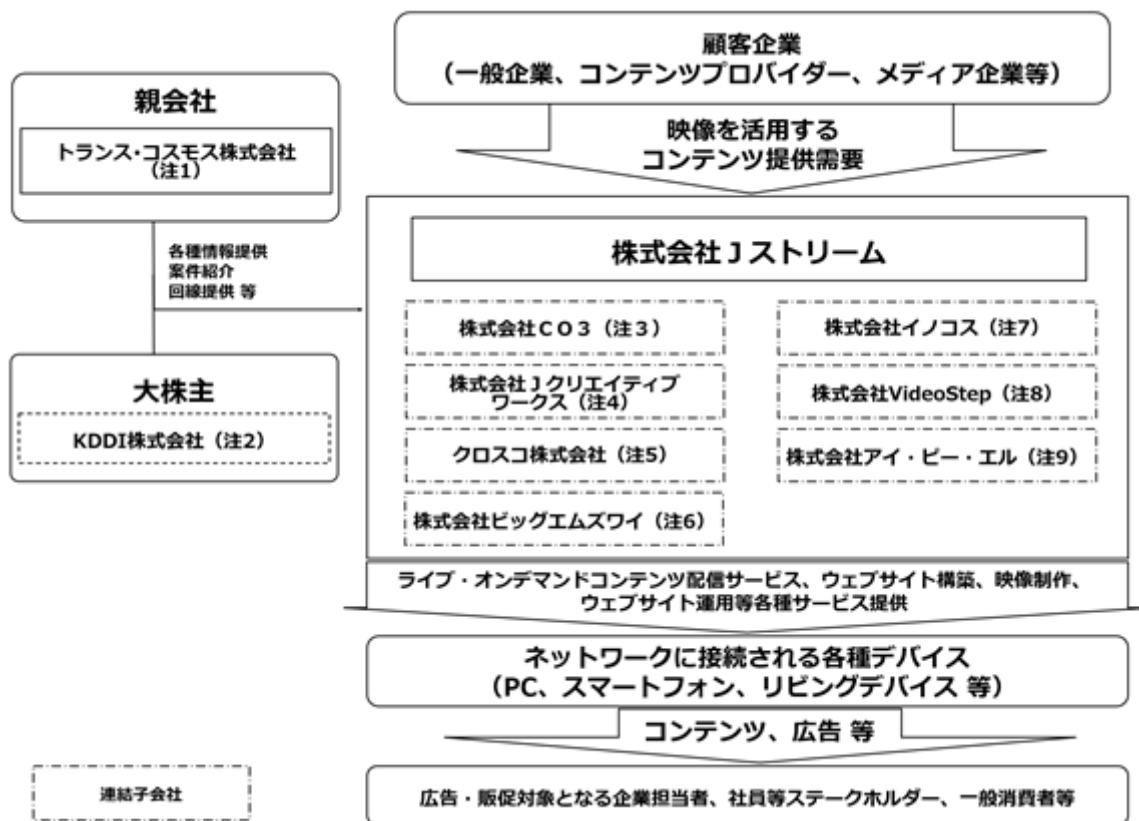 顧客企業
（一般企業、コンテンツプロバイダー、メディア企業等）
親会社
トランス・コスモス株式会社
（注1）
映像を活用する
コンテンツ提供需要
各種情報提供
案件紹介
回線提供 等
大株主
KDDI株式会社（注2）
株式会社Ｊストリーム
株式会社ＣＯ３（注３）
株式会社イノコス（注7）
株式会社Ｊクリエイティブ
ワークス（注4）
株式会社VideoStep（注8）
クロスコ株式会社（注5）
株式会社アイ・ピー・エル（注9）
株式会社ビッグエムズワイ（注6）
ライブ・オンデマンドコンテンツ配信サービス、ウェブサイト構築、映像制作、
ウェブサイト運用等各種サービス提供
ネットワークに接続される各種デバイス
（PC、スマートフォン、リビングデバイス 等）
コンテンツ、広告 等
連結子会社
広告・販促対象となる企業担当者、社員等ステークホルダー、一般消費者等